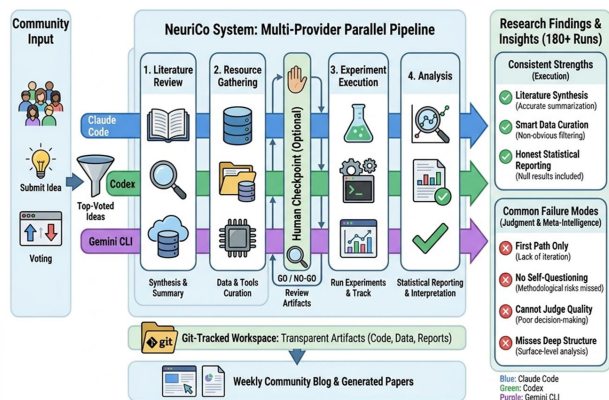 Community
Input
Submit Idea
Voting
Top-Voted
Ideas
NeuriCo System: Multi-Provider Parallel Pipeline
1. Literature
Review
2. Resource
Gathering
Human Checkpoint (Optional)
3. Experiment
Execution
4. Analysis
Claude
Code
Codex
Gemini CLI
Synthesis &
Summary
Data & Tools
Curation
GO / NO-GO
Review
Artifacts
Run Experiments
& Track
Statistical Reporting
& Interpretation
git
Git-Tracked Workspace: Transparent Artifacts (Code, Data, Reports)
Weekly Community Blog & Generated Papers
Research Findings &
Insights (180+ Runs)
Consistent Strengths
(Execution)
Literature Synthesis
(Accurate summarization)
Smart Data Curation
(Non-obvious filtering)
Honest Statistical
Reporting
(Null results included)
Common Failure Modes
(Judgment & Meta-Intelligence)
First Path Only
(Lack of iteration)
No Self-Questioning
(Methodological risks missed)
Cannot Judge Quality
(Poor decision-making)
Misses Deep Structure
(Surface-level analysis)
Blue: Claude Code
Green: Codex
Purple: Gemini CLI